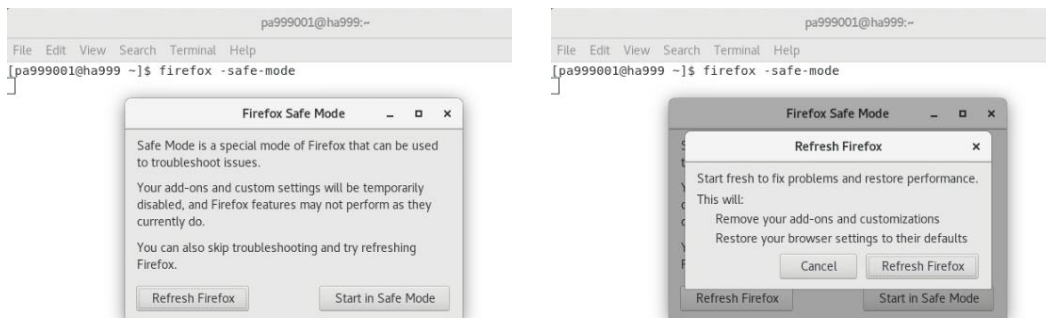 pa999001@ha999:~
File Edit View Search Terminal Help
[pa999001@ha999 ~]$ firefox -safe-mode
Firefox Safe Mode
Safe Mode is a special mode of Firefox that can be used
to troubleshoot issues.
Your add-ons and custom settings will be temporarily
disabled, and Firefox features may not perform as they
currently do.
You can also skip troubleshooting and try refreshing
Firefox.
Refresh Firefox Start in Safe Mode
pa999001@ha999:~
File Edit View Search Terminal Help
[pa999001@ha999 ~]$ firefox -safe-mode
Firefox Safe Mode
Refresh Firefox
Start fresh to fix problems and restore performance.
This will:
Remove your add-ons and customizations
Restore your browser settings to their defaults
Cancel Refresh Firefox
Refresh Firefox Start in Safe Mode